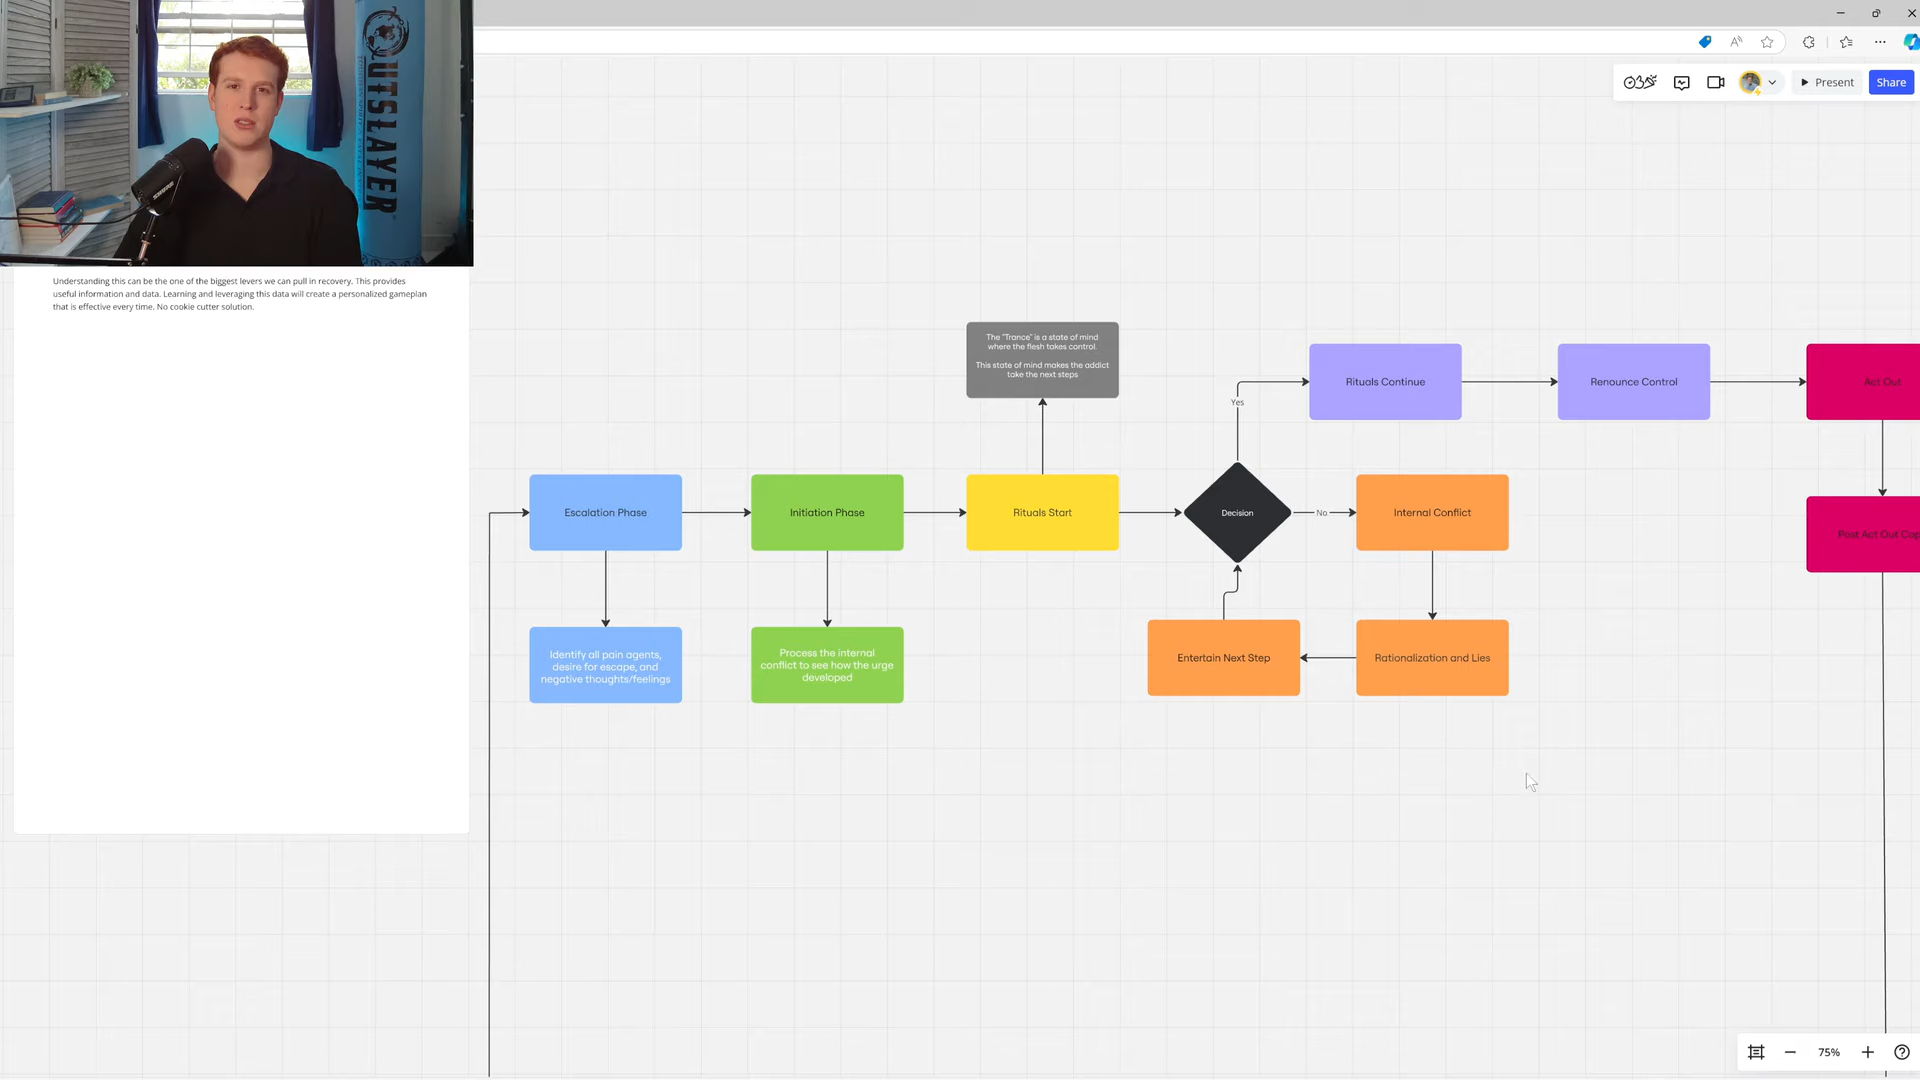 OUTSLAYER
Present
Share
Understanding this can be the one of the biggest levers we can pull in recovery. This provides
useful information and data. Learning and leveraging this data will create a personalized gameplan
that is effective every time. No cookie cutter solution.
The "Trance" is a state of mind
where the flesh takes control.
This state of mind makes the addict
take the next steps
Rituals Continue
Renounce Control
Act Out
Yes
Escalation Phase
Initiation Phase
Rituals Start
Decision
No
Internal Conflict
Post Act Out Cop
Identify all pain agents,
desire for escape, and
negative thoughts/feelings
Process the internal
conflict to see how the urge
developed
Entertain Next Step
Rationalization and Lies
75%